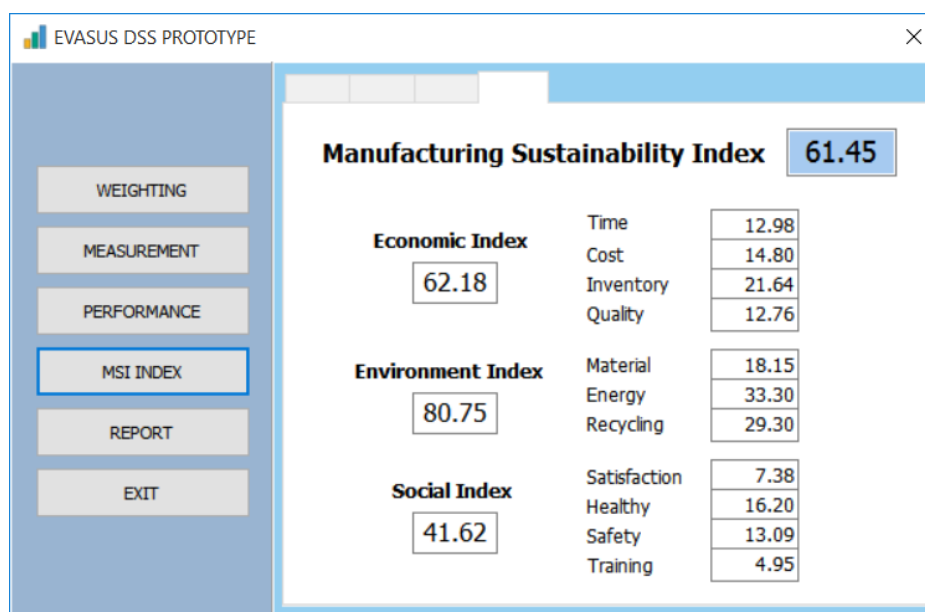 EVASUS DSS PROTOTYPE
WEIGHTING
MEASUREMENT
PERFORMANCE
MSI INDEX
REPORT
EXIT
Manufacturing Sustainability Index 61.45
Economic Index
62.18
Time 12.98
Cost 14.80
Inventory 21.64
Quality 12.76
Environment Index
80.75
Material 18.15
Energy 33.30
Recycling 29.30
Social Index
41.62
Satisfaction 7.38
Healthy 16.20
Safety 13.09
Training 4.95